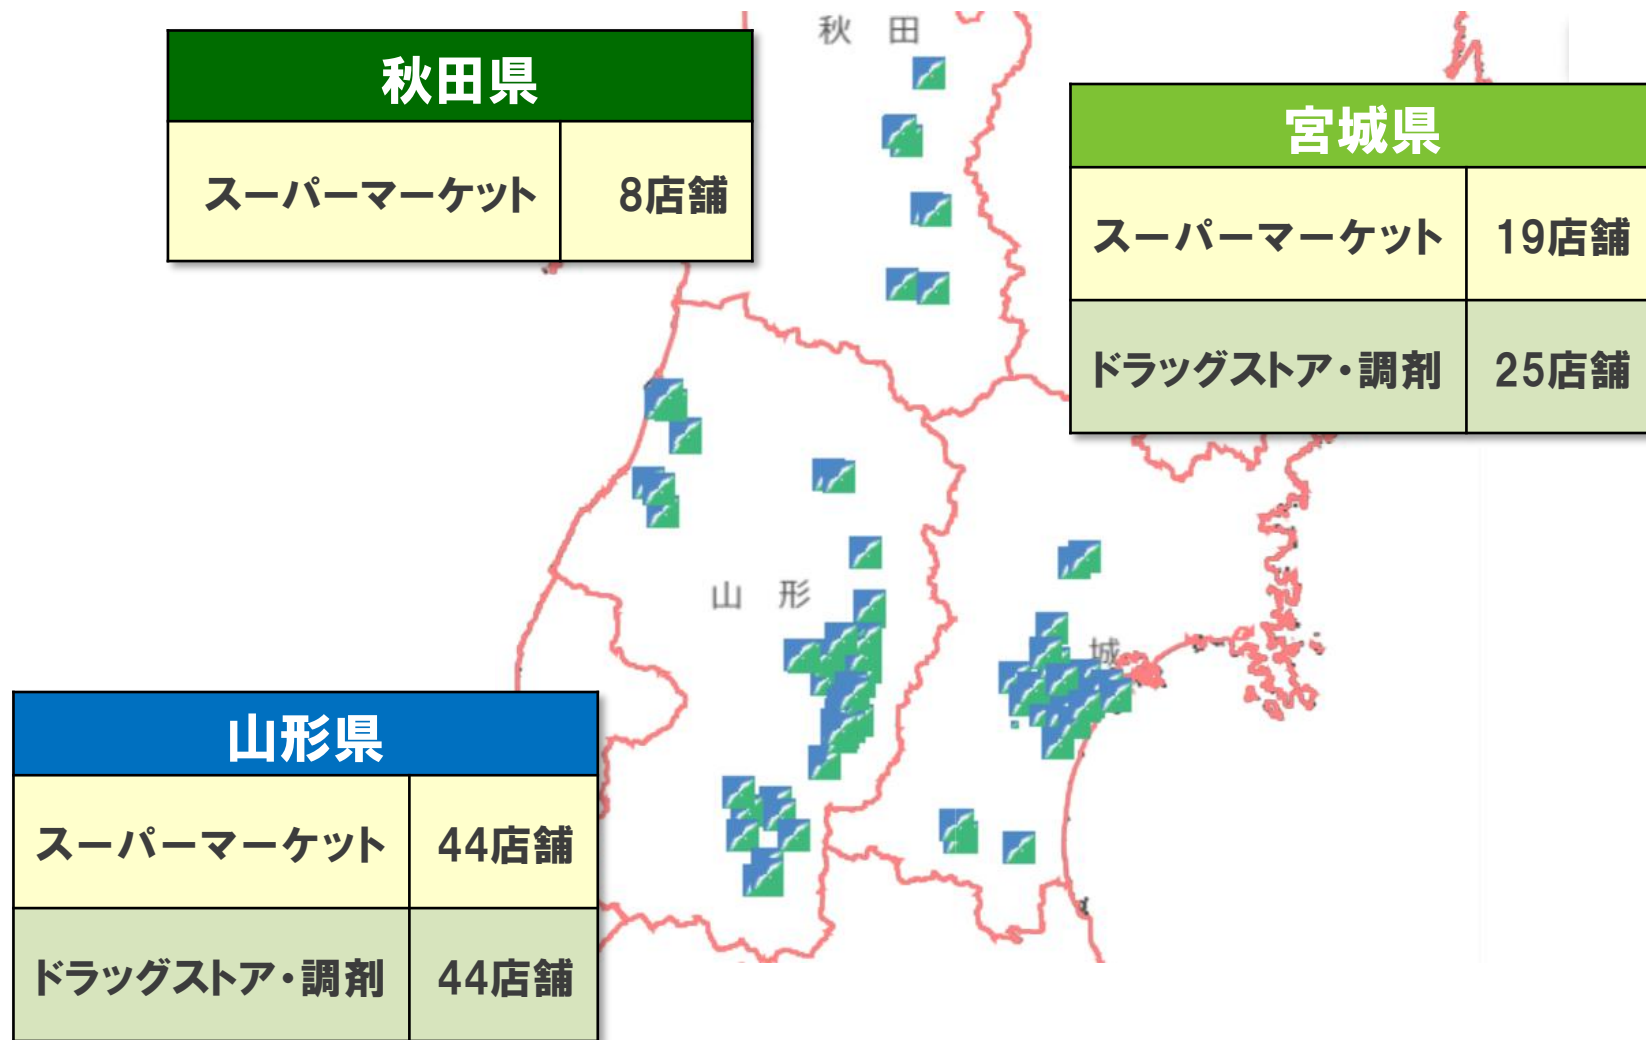 秋 田
秋田県
スーパーマーケット 8店舗
宮城県
スーパーマーケット 19店舗
ドラッグストア・調剤 25店舗
山 形
城
山形県
スーパーマーケット 44店舗
ドラッグストア・調剤 44店舗